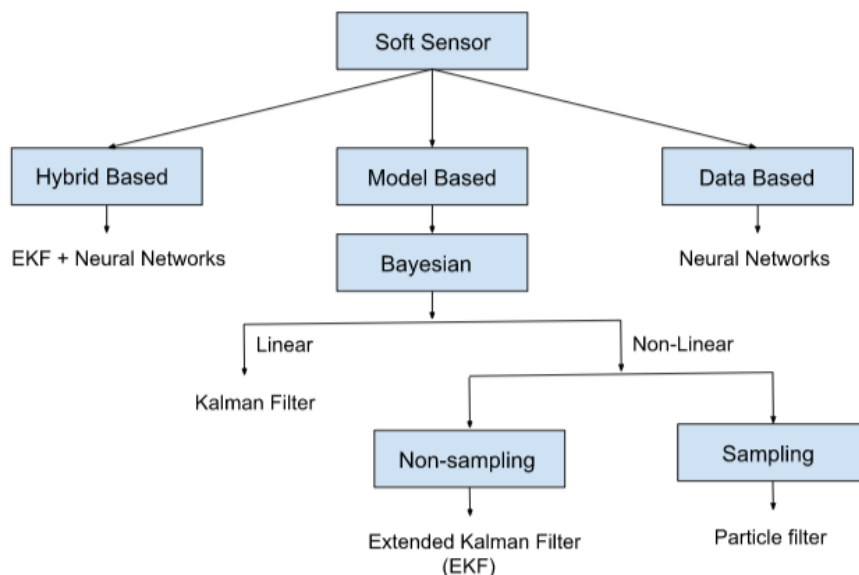 Soft Sensor
Hybrid Based
Model Based
Data Based
EKF + Neural Networks
Bayesian
Neural Networks
Linear
Non-Linear
Kalman Filter
Non-sampling
Sampling
Extended Kalman Filter
(EKF)
Particle filter